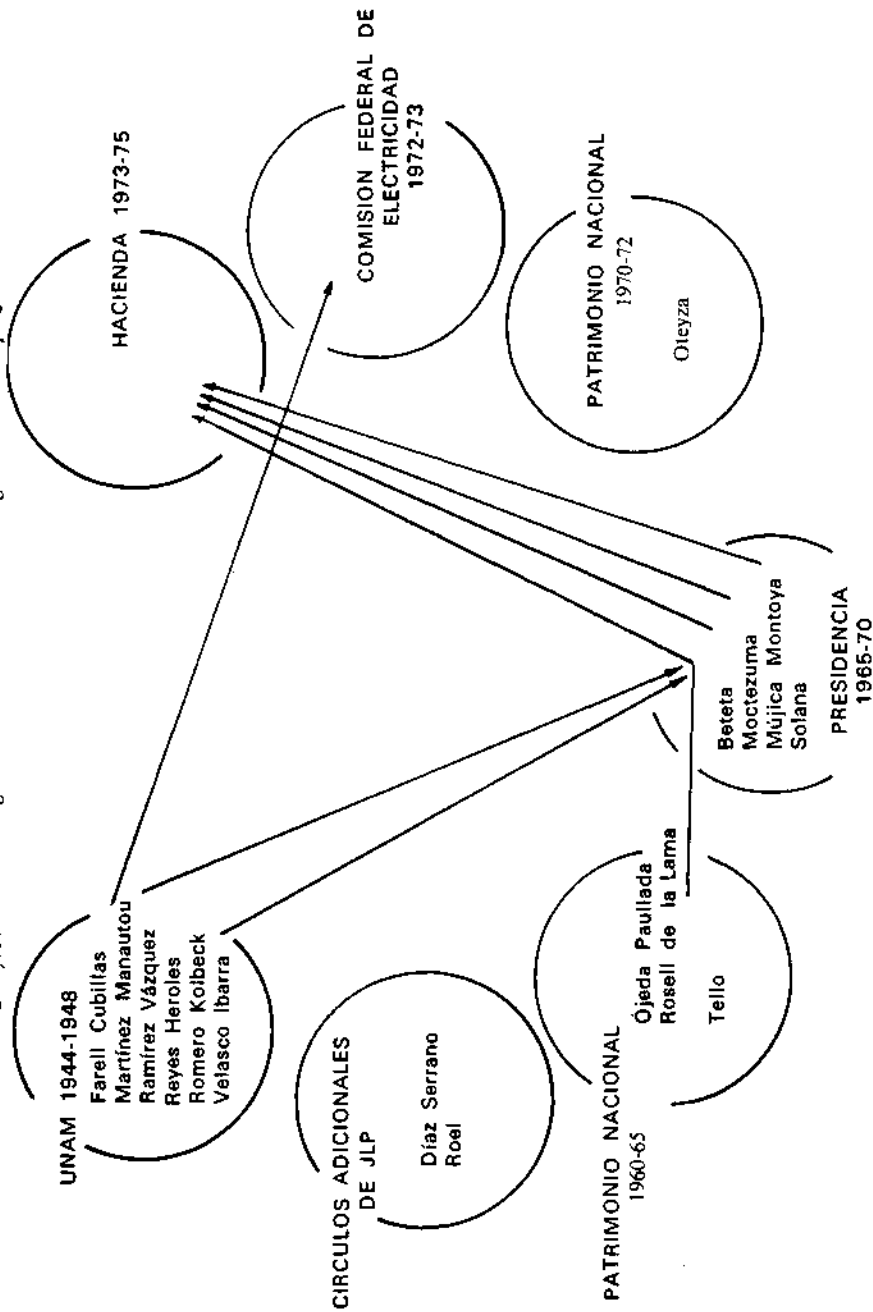 UNAM 1944-1948
Farell Cubillas
Martínez Manautou
Ramírez Vázquez
Reyes Heroles
Romero Kolbeck
Velasco Ibarra
HACIENDA 1973-75
CIRCULOS ADICIONALES
DE JLP
Díaz Serrano
Roel
COMISION FEDERAL DE
ELECTRICIDAD
1972-73
PATRIMONIO NACIONAL
1960-65
Ojeda Paullada
Rosell de la Lama
Tello
PATRIMONIO NACIONAL
1970-72
Oteyza
Beteta
Moctezuma
Mújica Montoya
Solana
PRESIDENCIA
1965-70